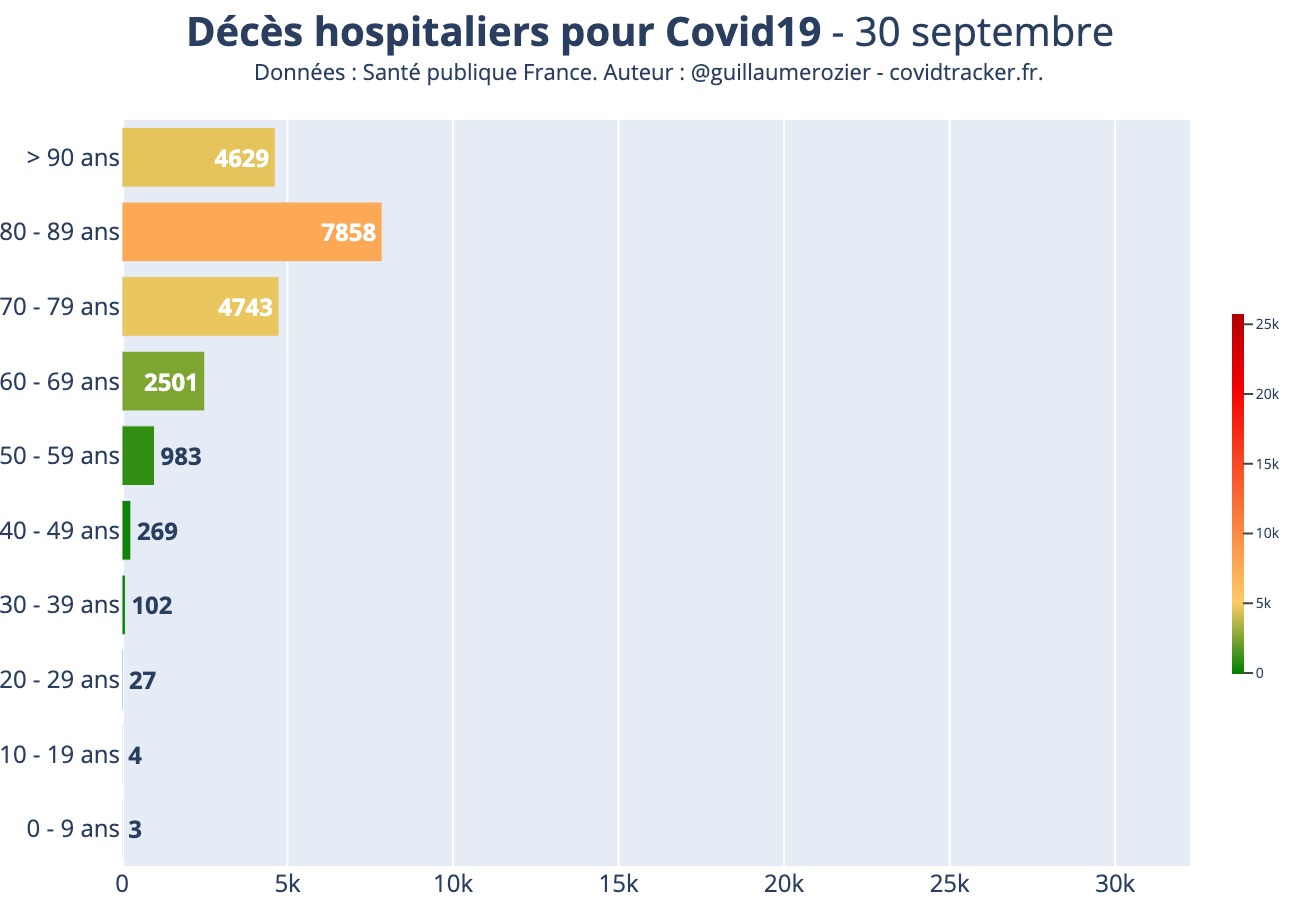 Décès hospitaliers pour Covid19 - 30 septembre
Données : Santé publique France. Auteur : @guillaumerozier - covidtracker.fr.
> 90 ans 4629
80 - 89 ans 7858
70 - 79 ans 4743
60 - 69 ans 2501
50 - 59 ans 983
40 - 49 ans 269
30 - 39 ans 102
20 - 29 ans 27
10 - 19 ans 4
0 - 9 ans 3
0 5k 10k 15k 20k 25k 30k
25k
20k
15k
10k
5k
0